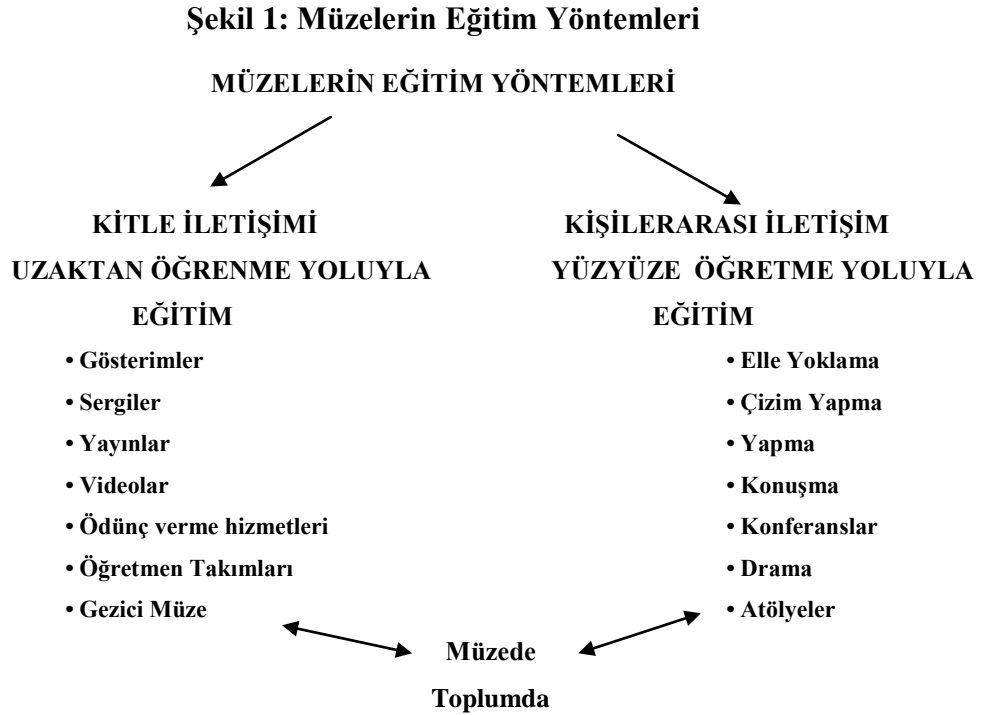 Şekil 1: Müzelerin Eğitim Yöntemleri
MÜZELERİN EĞİTİM YÖNTEMLERİ
KİTLE İLETİŞİMİ
UZAKTAN ÖĞRENME YOLUYLA
EĞİTİM
• Gösterimler
• Sergiler
• Yayınlar
• Videolar
• Ödünç verme hizmetleri
• Öğretmen Takımları
• Gezici Müze
KİŞİLERARASI İLETİŞİM
YÜZYÜZE ÖĞRETME YOLUYLA
EĞİTİM
• Elle Yoklama
• Çizim Yapma
• Yapma
• Konuşma
• Konferanslar
• Drama
• Atölyeler
Müzede
Toplumda